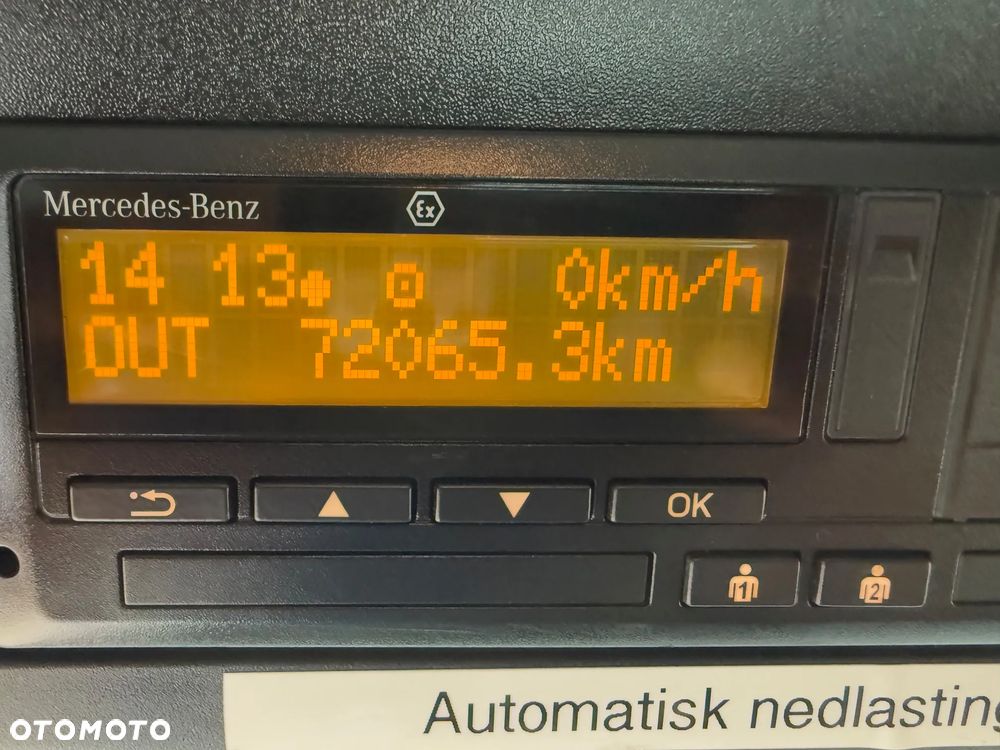 Mercedes-Benz
Ex
14 13 0km/h
OUT 72065.3km
OK
1 2
Automatisk nedlasting
OTOMOTO